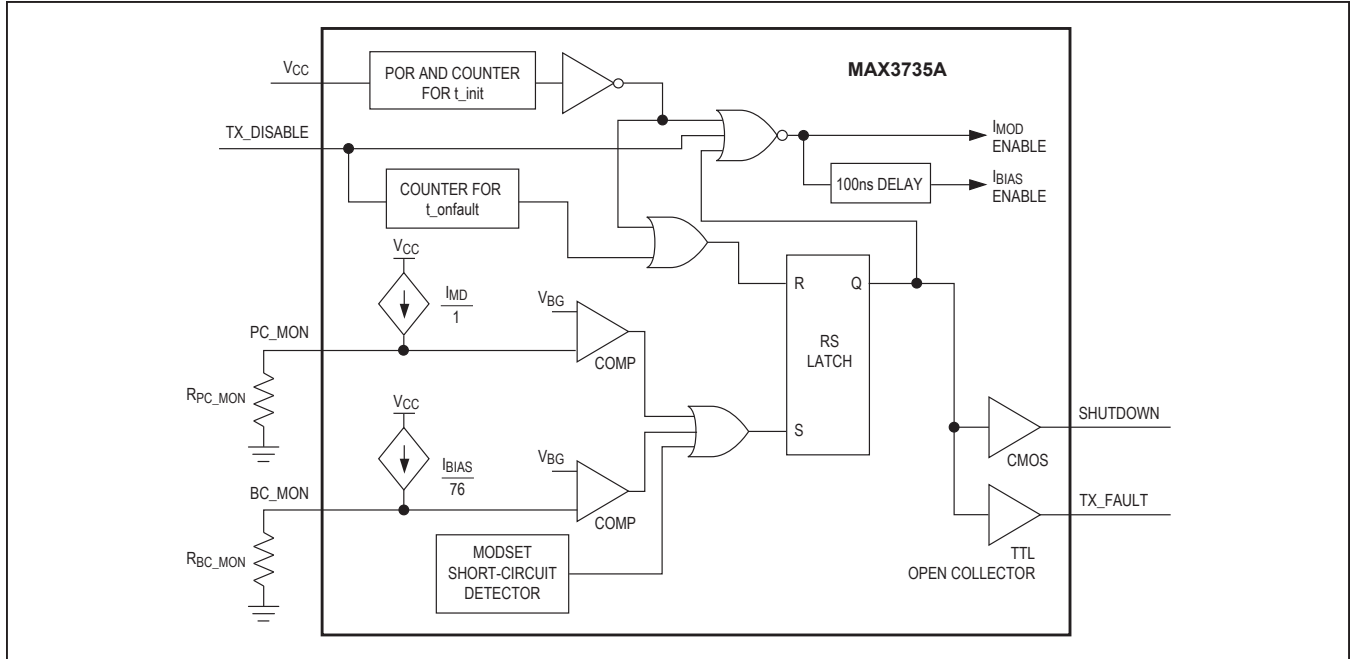 MAX3735A
VCC
POR AND COUNTER
FOR t_init
TX_DISABLE
IMOD
ENABLE
COUNTER FOR
t_onfault
100ns DELAY
IBIAS
ENABLE
VCC
IMD
1
VBG
PC_MON
COMP
RPC_MON
R
Q
RS
LATCH
S
VCC
IBIAS
76
VBG
BC_MON
COMP
RBC_MON
MODSET
SHORT-CIRCUIT
DETECTOR
SHUTDOWN
CMOS
TX_FAULT
TTL
OPEN COLLECTOR